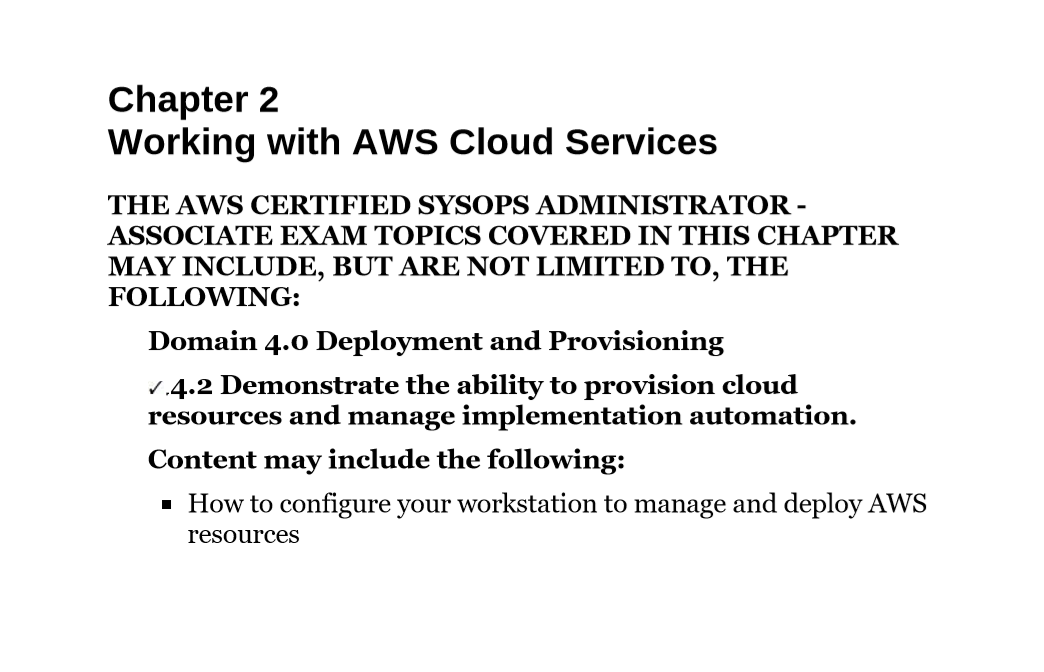 Chapter 2
Working with AWS Cloud Services
THE AWS CERTIFIED SYSOPS ADMINISTRATOR -
ASSOCIATE EXAM TOPICS COVERED IN THIS CHAPTER
MAY INCLUDE, BUT ARE NOT LIMITED TO, THE
FOLLOWING:
Domain 4.0 Deployment and Provisioning
✓.4.2 Demonstrate the ability to provision cloud
resources and manage implementation automation.
Content may include the following:
▪ How to configure your workstation to manage and deploy AWS
resources